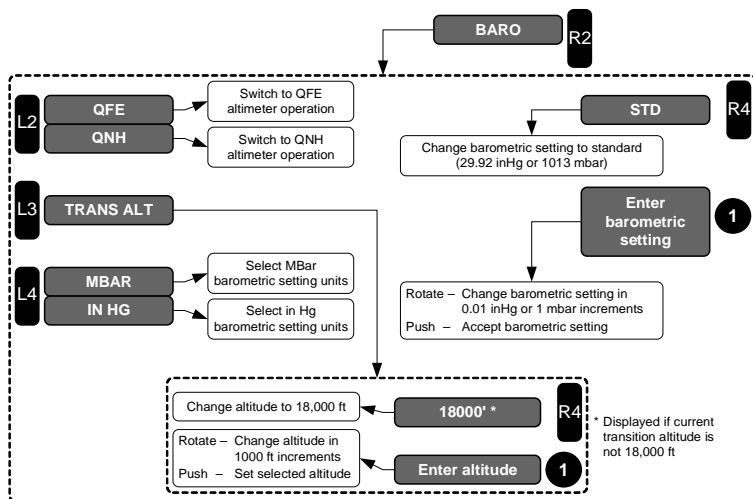 BARO
R2
L2
QFE
Switch to QFE
altimeter operation
QNH
Switch to QNH
altimeter operation
STD
R4
Change barometric setting to standard
(29.92 inHg or 1013 mbar)
L3
TRANS ALT
Enter
barometric
setting
1
L4
MBAR
Select MBar
barometric setting units
IN HG
Select in Hg
barometric setting units
Rotate – Change barometric setting in
0.01 inHg or 1 mbar increments
Push – Accept barometric setting
Change altitude to 18,000 ft
18000' *
R4
* Displayed if current
transition altitude is
not 18,000 ft
Rotate – Change altitude in
1000 ft increments
Push – Set selected altitude
Enter altitude
1